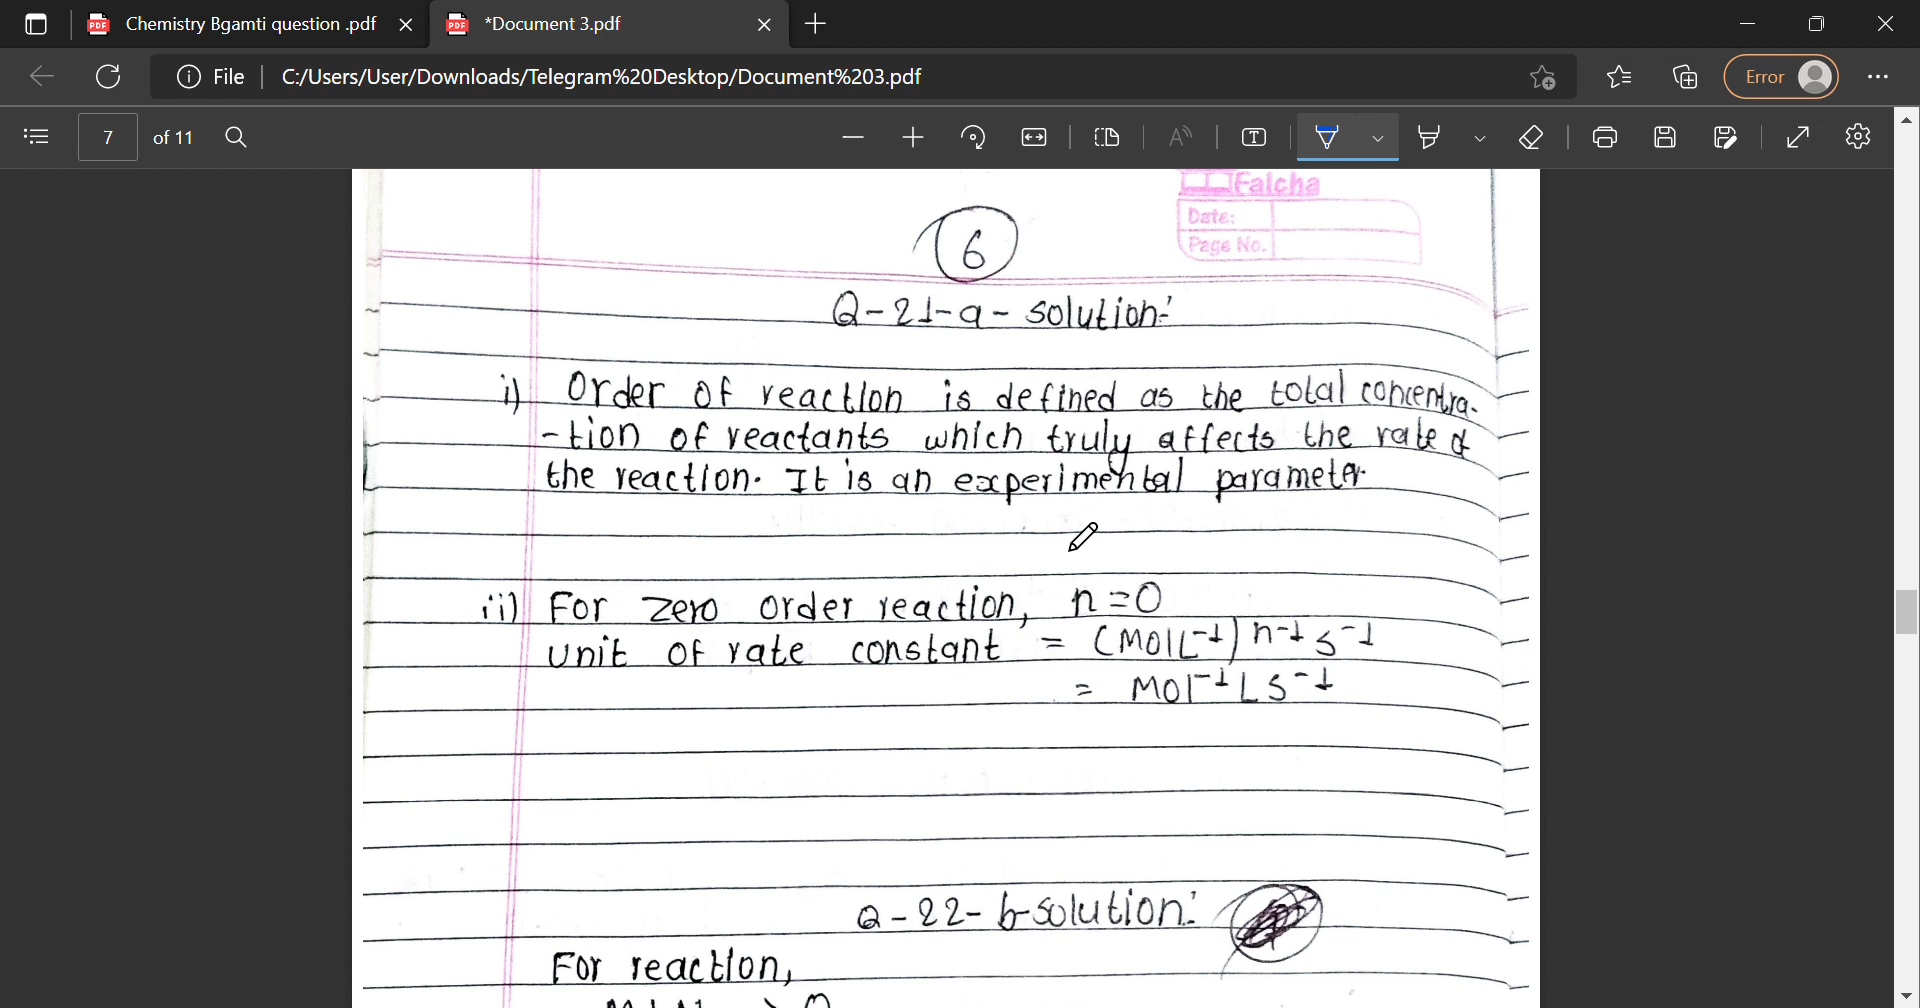 Chemistry Bgamti question .pdf
*Document 3.pdf
File
C:/Users/User/Downloads/Telegram%20Desktop/Document%203.pdf
Error
7 of 11
Falcha
Date:
Page No.
6
Q-21-a- solution:
i) Order of reaction is defined as the total concentra-
-tion of reactants which truly affects the rate of
the reaction. It is an experimental parameter
ii) For zero order reaction, n=0
unit of rate constant = (Mol L⁻¹) n-1 s⁻¹
= Mol⁻¹ L s⁻¹
Q-22- b-solution:
For reaction,